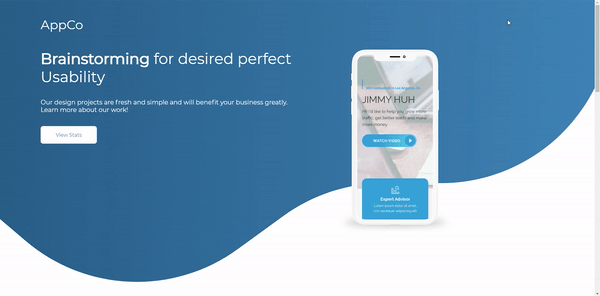 AppCo
Brainstorming for desired perfect
Usability
Our design projects are fresh and simple and will benefit your business greatly.
Learn more about our work!
View Stats
JIMMY HUH
WATCH VIDEO
Expert Advisor